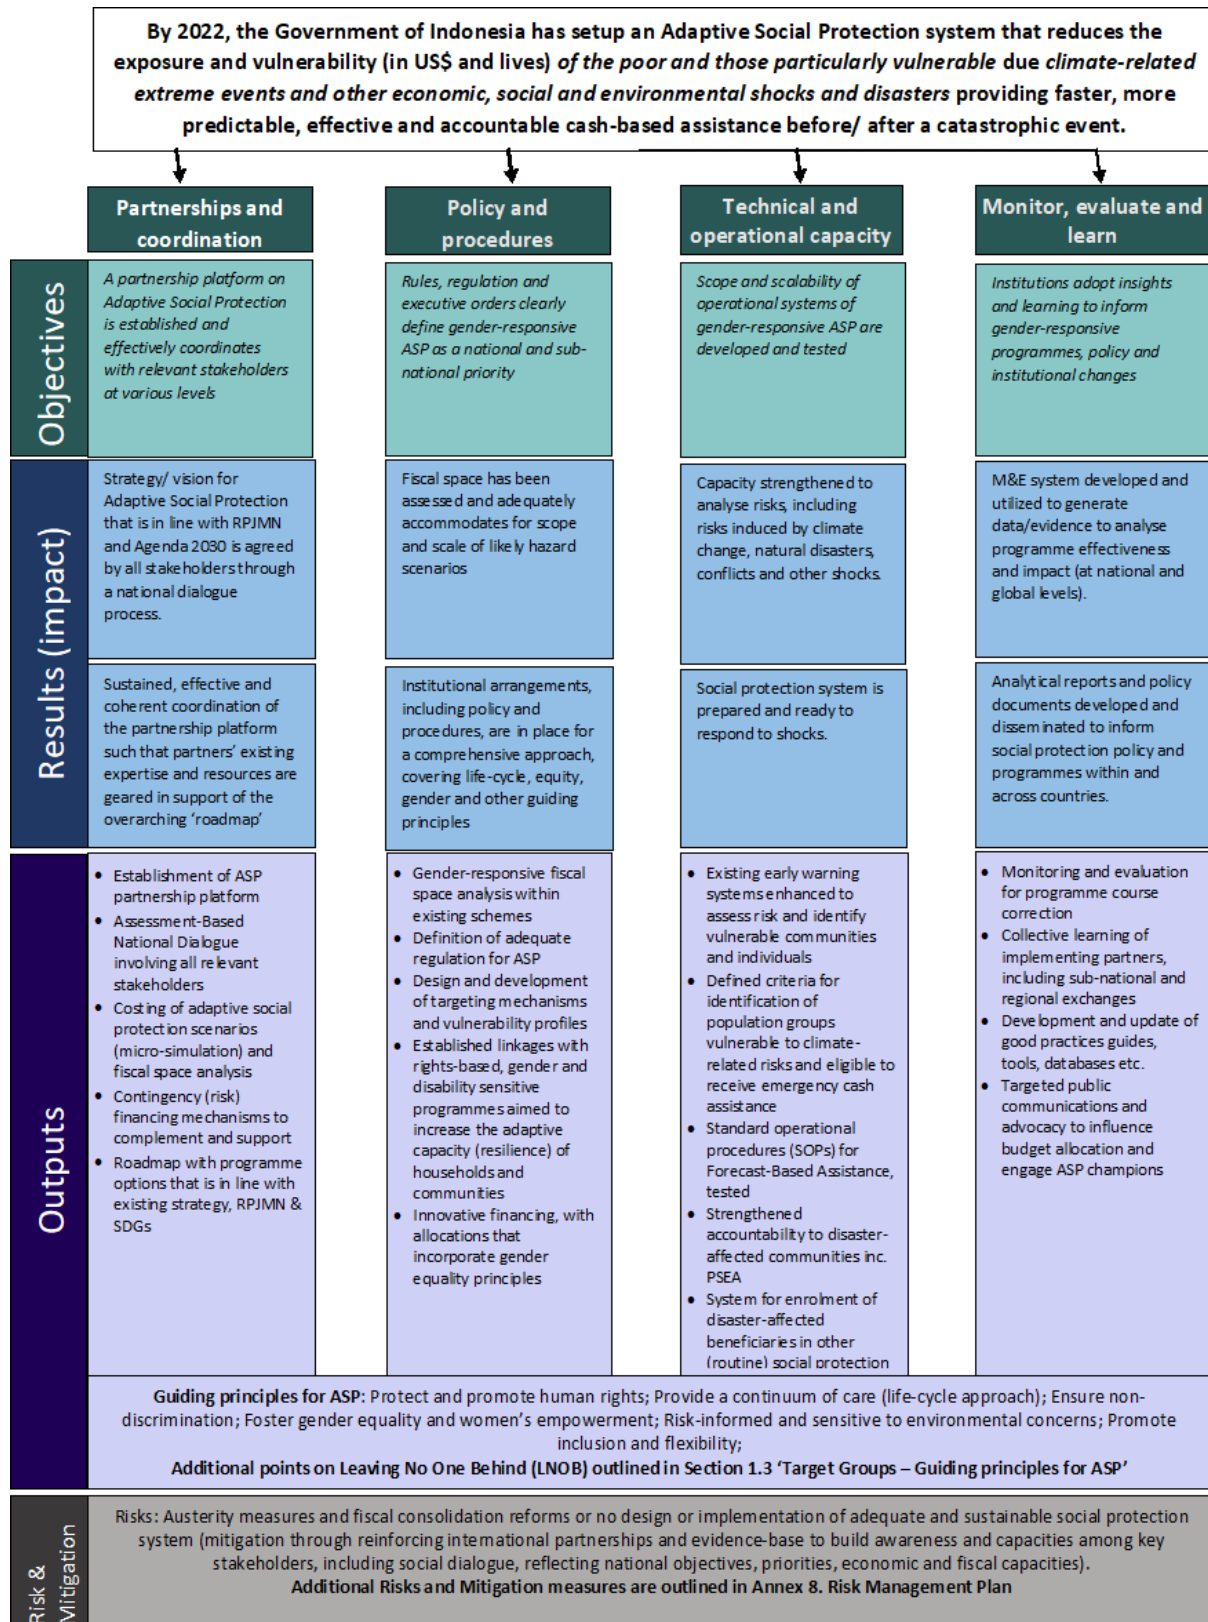 By 2022, the Government of Indonesia has setup an Adaptive Social Protection system that reduces the
exposure and vulnerability (in US$ and lives) of the poor and those particularly vulnerable due climate-related
extreme events and other economic, social and environmental shocks and disasters providing faster, more
predictable, effective and accountable cash-based assistance before/ after a catastrophic event.
Partnerships and
coordination
Policy and
procedures
Technical and
operational capacity
Monitor, evaluate and
learn
Objectives
A partnership platform on
Adaptive Social Protection
is established and
effectively coordinates
with relevant stakeholders
at various levels
Rules, regulation and
executive orders clearly
define gender-responsive
ASP as a national and sub-
national priority
Scope and scalability of
operational systems of
gender-responsive ASP are
developed and tested
Institutions adopt insights
and learning to inform
gender-responsive
programmes, policy and
institutional changes
Results (impact)
Strategy/ vision for
Adaptive Social Protection
that is in line with RPJMN
and Agenda 2030 is agreed
by all stakeholders through
a national dialogue
process.
Fiscal space has been
assessed and adequately
accommodates for scope
and scale of likely hazard
scenarios
Capacity strengthened to
analyse risks, including
risks induced by climate
change, natural disasters,
conflicts and other shocks.
M&E system developed and
utilized to generate
data/evidence to analyse
programme effectiveness
and impact (at national and
global levels).
Sustained, effective and
coherent coordination of
the partnership platform
such that partners' existing
expertise and resources are
geared in support of the
overarching 'roadmap'
Institutional arrangements,
including policy and
procedures, are in place for
a comprehensive approach,
covering life-cycle, equity,
gender and other guiding
principles
Social protection system is
prepared and ready to
respond to shocks.
Analytical reports and policy
documents developed and
disseminated to inform
social protection policy and
programmes within and
across countries.
Outputs
• Establishment of ASP
partnership platform
• Assessment-Based
National Dialogue
involving all relevant
stakeholders
• Costing of adaptive social
protection scenarios
(micro-simulation) and
fiscal space analysis
• Contingency (risk)
financing mechanisms to
complement and support
• Roadmap with programme
options that is in line with
existing strategy, RPJMN &
SDGs
• Gender-responsive fiscal
space analysis within
existing schemes
• Definition of adequate
regulation for ASP
• Design and development
of targeting mechanisms
and vulnerability profiles
• Established linkages with
rights-based, gender and
disability sensitive
programmes aimed to
increase the adaptive
capacity (resilience) of
households and
communities
• Innovative financing, with
allocations that
incorporate gender
equality principles
• Existing early warning
systems enhanced to
assess risk and identify
vulnerable communities
and individuals
• Defined criteria for
identification of
population groups
vulnerable to climate-
related risks and eligible to
receive emergency cash
assistance
• Standard operational
procedures (SOPs) for
Forecast-Based Assistance,
tested
• Strengthened
accountability to disaster-
affected communities inc.
PSEA
• System for enrolment of
disaster-affected
beneficiaries in other
(routine) social protection
• Monitoring and evaluation
for programme course
correction
• Collective learning of
implementing partners,
including sub-national and
regional exchanges
• Development and update of
good practices guides,
tools, databases etc.
• Targeted public
communications and
advocacy to influence
budget allocation and
engage ASP champions
Guiding principles for ASP: Protect and promote human rights; Provide a continuum of care (life-cycle approach); Ensure non-
discrimination; Foster gender equality and women's empowerment; Risk-informed and sensitive to environmental concerns; Promote
inclusion and flexibility;
Additional points on Leaving No One Behind (LNOB) outlined in Section 1.3 'Target Groups – Guiding principles for ASP'
Risk &
Mitigation
Risks: Austerity measures and fiscal consolidation reforms or no design or implementation of adequate and sustainable social protection
system (mitigation through reinforcing international partnerships and evidence-base to build awareness and capacities among key
stakeholders, including social dialogue, reflecting national objectives, priorities, economic and fiscal capacities).
Additional Risks and Mitigation measures are outlined in Annex 8. Risk Management Plan